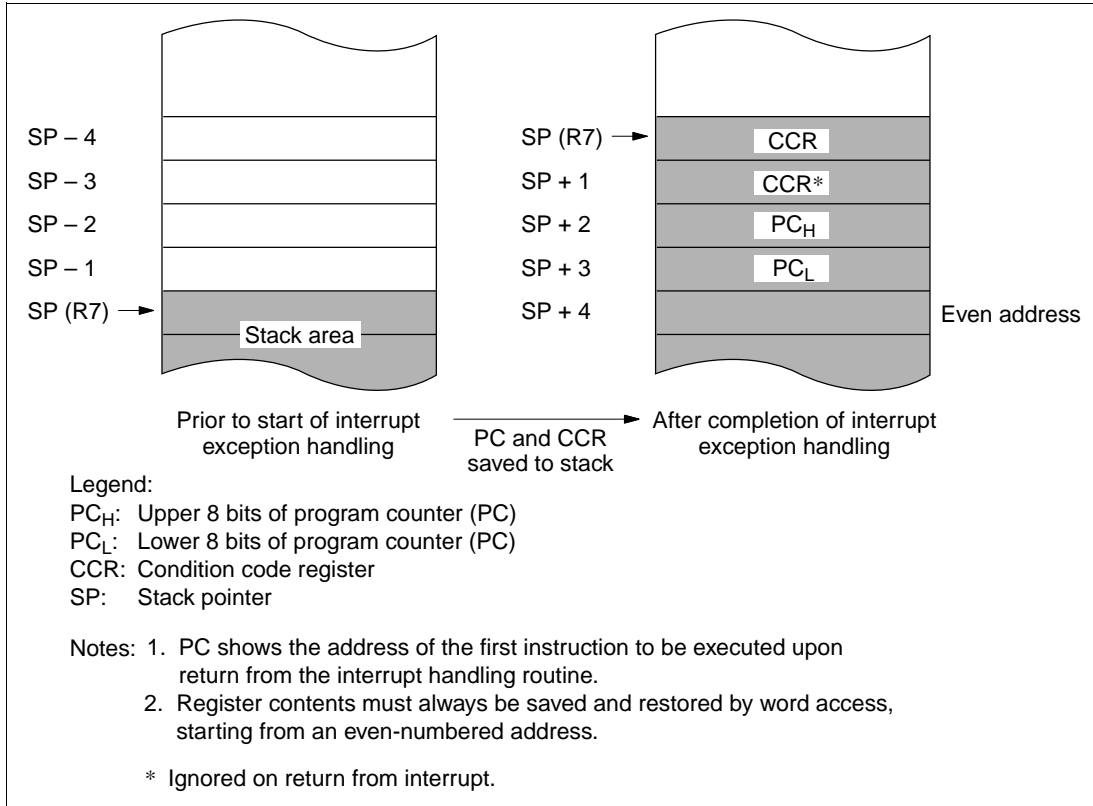 SP – 4
SP – 3
SP – 2
SP – 1
SP (R7)
Stack area
SP (R7)
SP + 1
SP + 2
SP + 3
SP + 4
CCR
CCR*
PCH
PCL
Even address
Prior to start of interrupt
exception handling
PC and CCR
saved to stack
After completion of interrupt
exception handling
Legend:
PCH: Upper 8 bits of program counter (PC)
PCL: Lower 8 bits of program counter (PC)
CCR: Condition code register
SP: Stack pointer
Notes: 1. PC shows the address of the first instruction to be executed upon
return from the interrupt handling routine.
2. Register contents must always be saved and restored by word access,
starting from an even-numbered address.
* Ignored on return from interrupt.